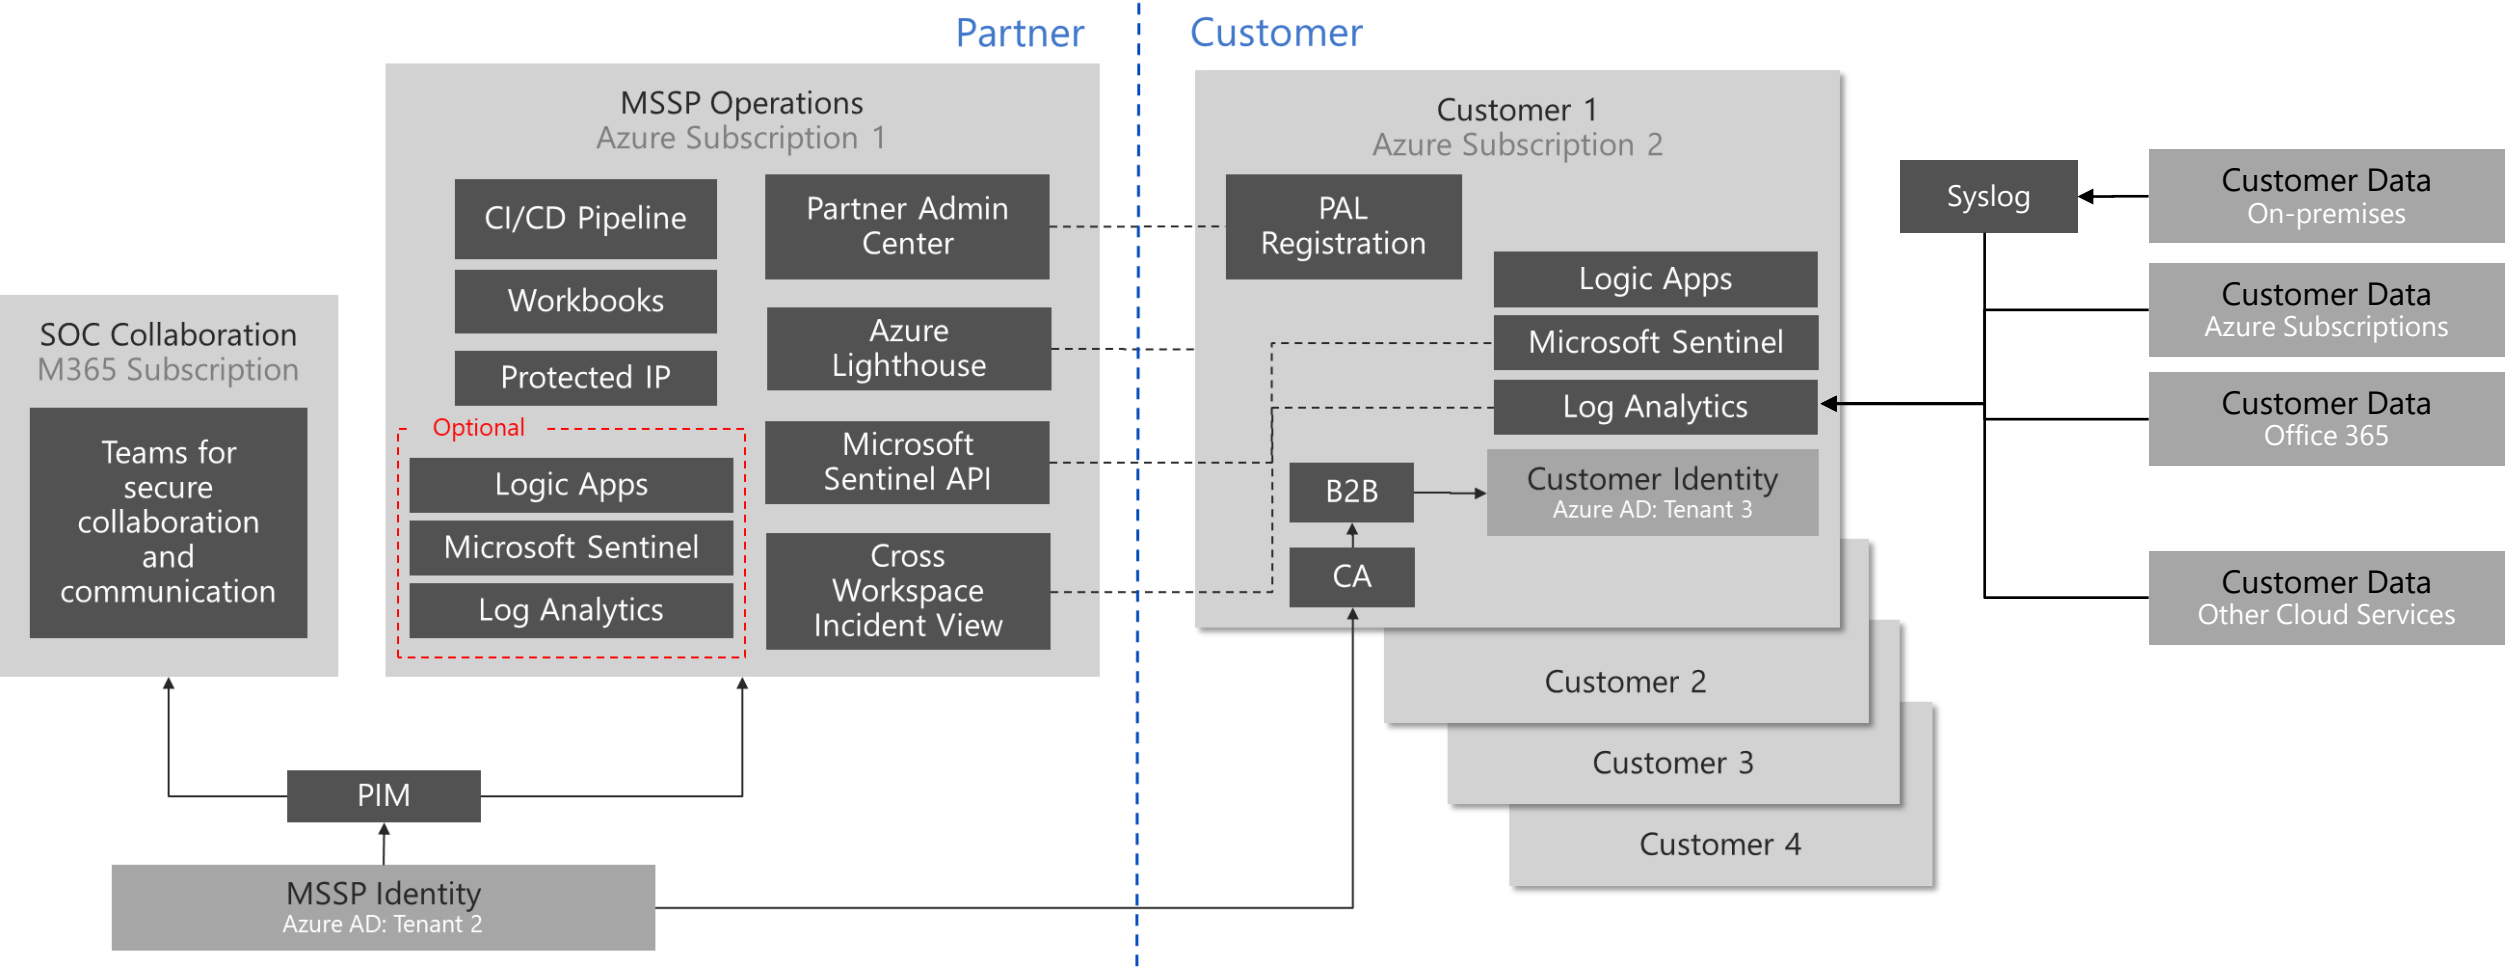 Partner
Customer
SOC Collaboration
M365 Subscription
Teams for
secure
collaboration
and
communication
MSSP Operations
Azure Subscription 1
CI/CD Pipeline
Workbooks
Protected IP
Optional
Logic Apps
Microsoft Sentinel
Log Analytics
Partner Admin
Center
Azure
Lighthouse
Microsoft
Sentinel API
Cross
Workspace
Incident View
PIM
MSSP Identity
Azure AD: Tenant 2
Customer 1
Azure Subscription 2
PAL
Registration
Logic Apps
Microsoft Sentinel
Log Analytics
B2B
CA
Customer Identity
Azure AD: Tenant 3
Customer 2
Customer 3
Customer 4
Syslog
Customer Data
On-premises
Customer Data
Azure Subscriptions
Customer Data
Office 365
Customer Data
Other Cloud Services